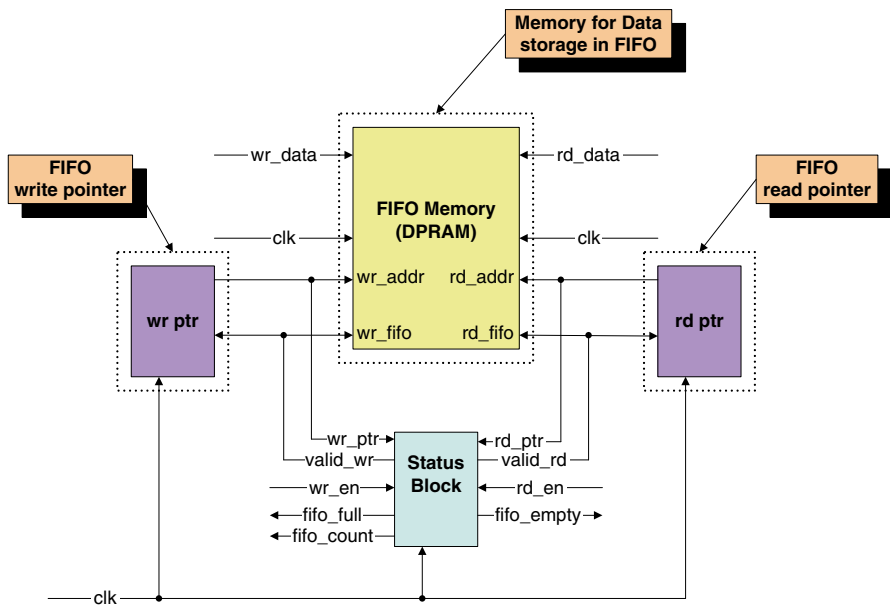 Memory for Data
storage in FIFO
FIFO
write pointer
FIFO
read pointer
wr_data
rd_data
FIFO Memory
(DPRAM)
clk
clk
wr_addr
rd_addr
wr ptr
rd ptr
wr_fifo
rd_fifo
wr_ptr
rd_ptr
valid_wr
valid_rd
Status
Block
wr_en
rd_en
fifo_full
fifo_empty
fifo_count
clk